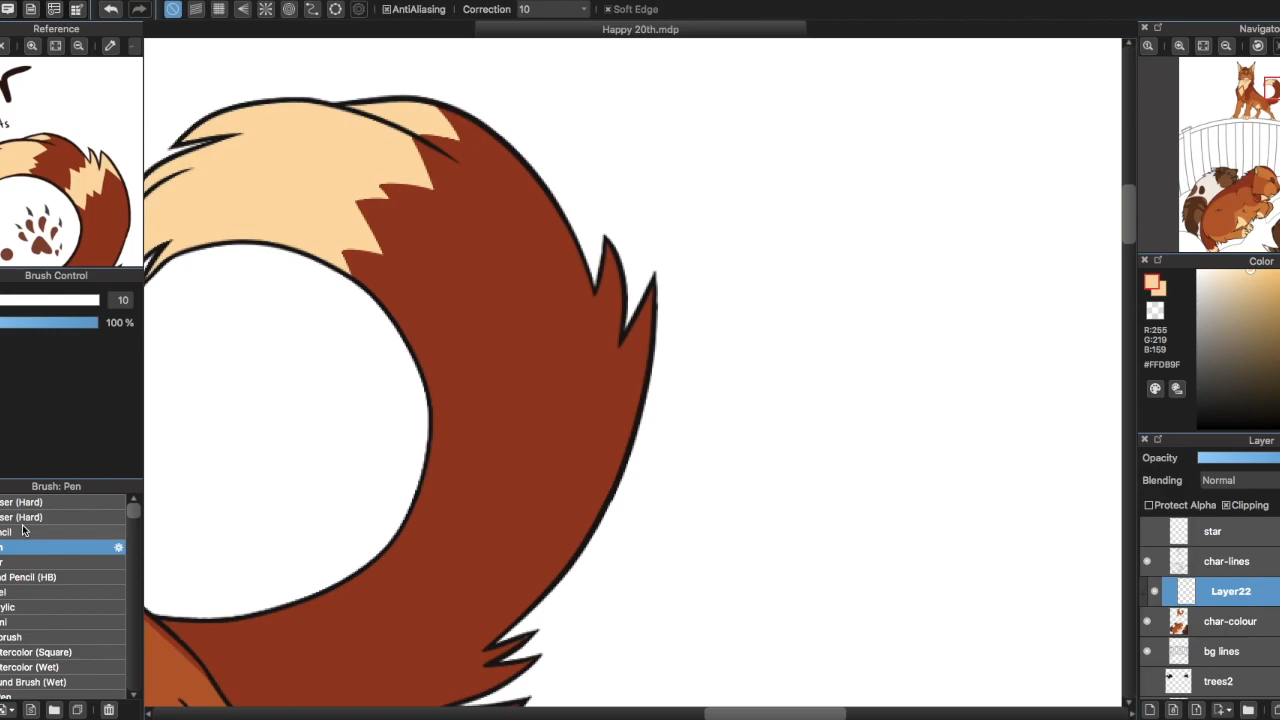 AntiAliasing
Correction
10
Soft Edge
Reference
Happy 20th.mdp
Brush Control
10
100 %
Brush: Pen
ser (Hard)
ser (Hard)
ncil
d Pencil (HB)
ylic
brush
tercolor (Square)
tercolor (Wet)
und Brush (Wet)
Color
R:255
G:219
B:159
#FFDB9F
Layer
Opacity
Blending
Normal
Protect Alpha
Clipping
star
char-lines
Layer22
char-colour
bg lines
trees2